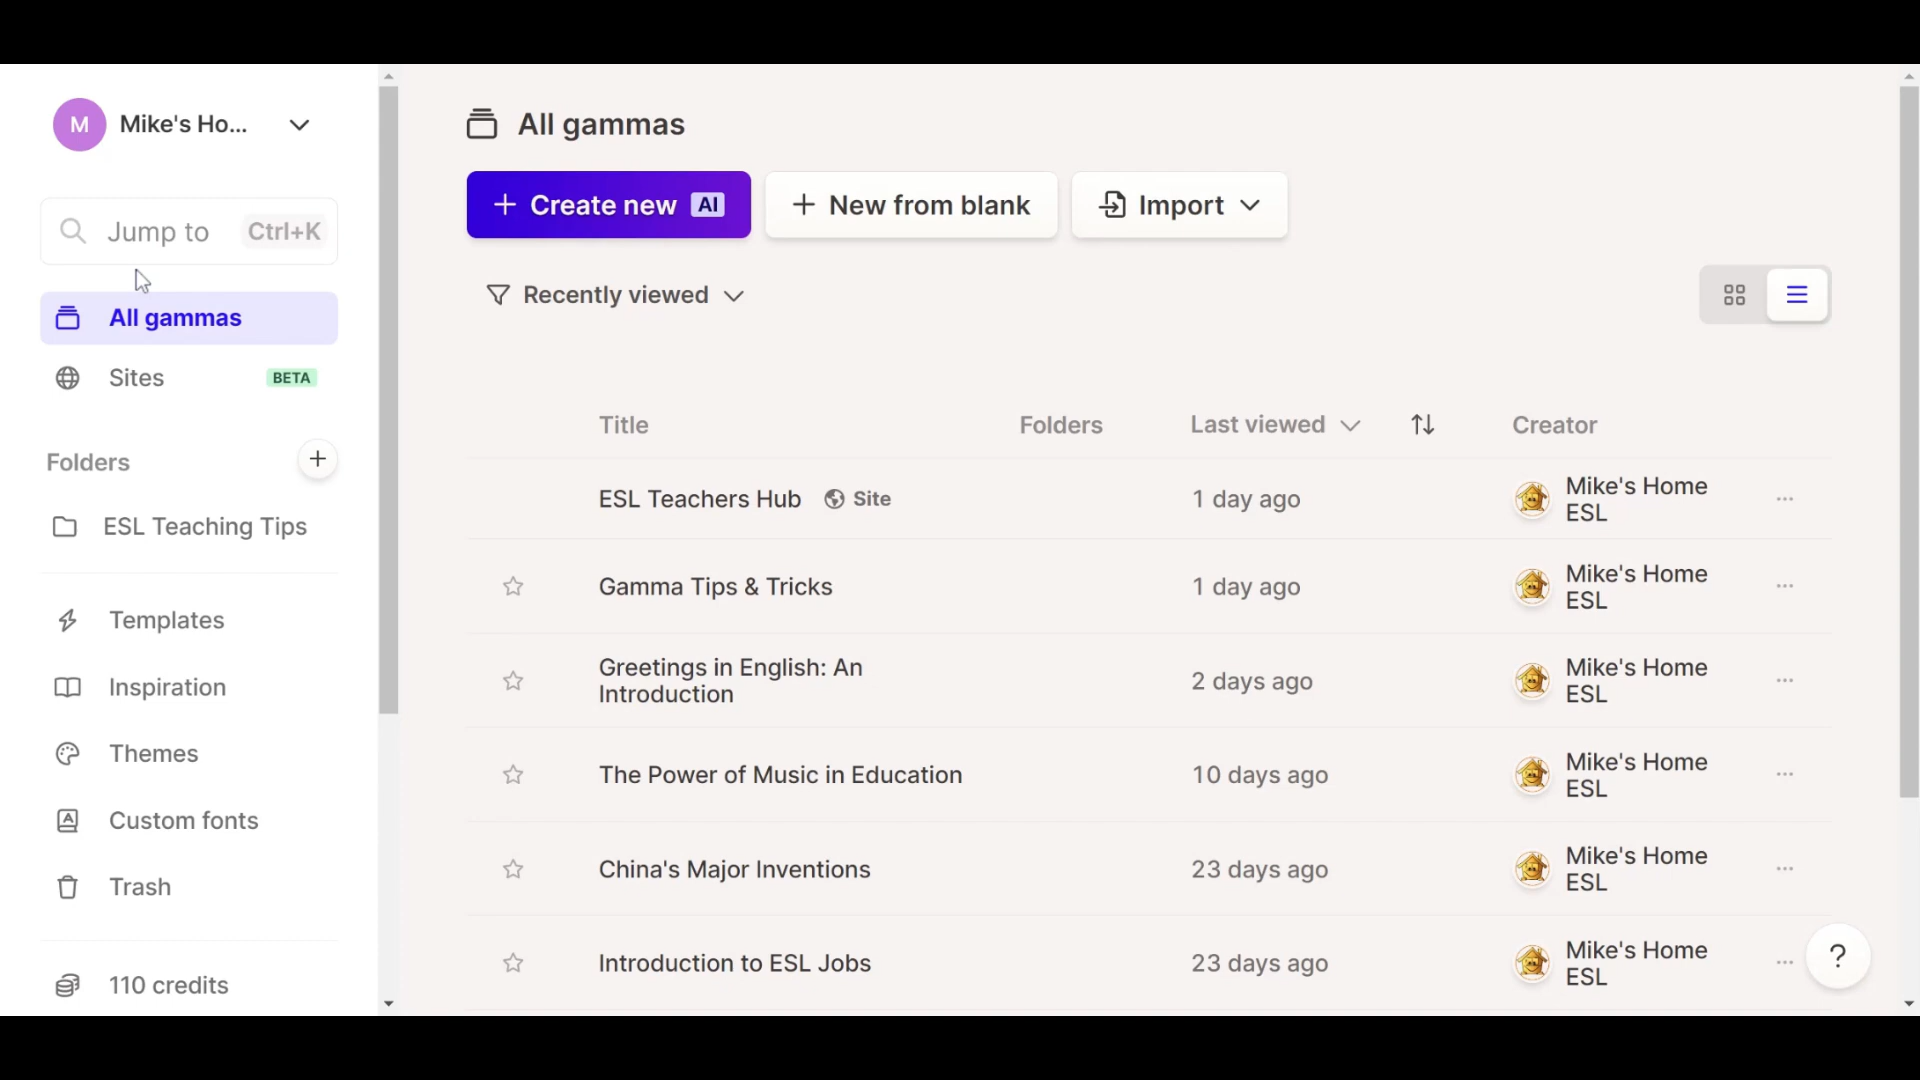 M Mike's Ho...
Jump to Ctrl+K
All gammas
Sites BETA
Folders +
ESL Teaching Tips
Templates
Inspiration
Themes
Custom fonts
Trash
110 credits
All gammas
+ Create new AI
+ New from blank
Import
Recently viewed
Title Folders Last viewed Creator
ESL Teachers Hub Site 1 day ago Mike's Home
ESL
Gamma Tips & Tricks 1 day ago Mike's Home
ESL
Greetings in English: An
Introduction 2 days ago Mike's Home
ESL
The Power of Music in Education 10 days ago Mike's Home
ESL
China's Major Inventions 23 days ago Mike's Home
ESL
Introduction to ESL Jobs 23 days ago Mike's Home
ESL
?